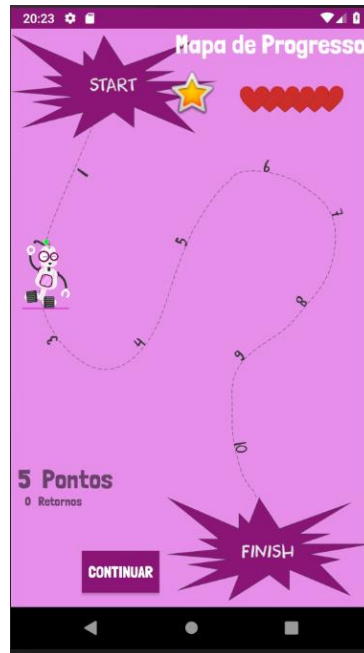 20:23
Mapa de Progresso
START
1
6
7
5
8
3
4
9
10
5 Pontos
0 Retornos
FINISH
CONTINUAR